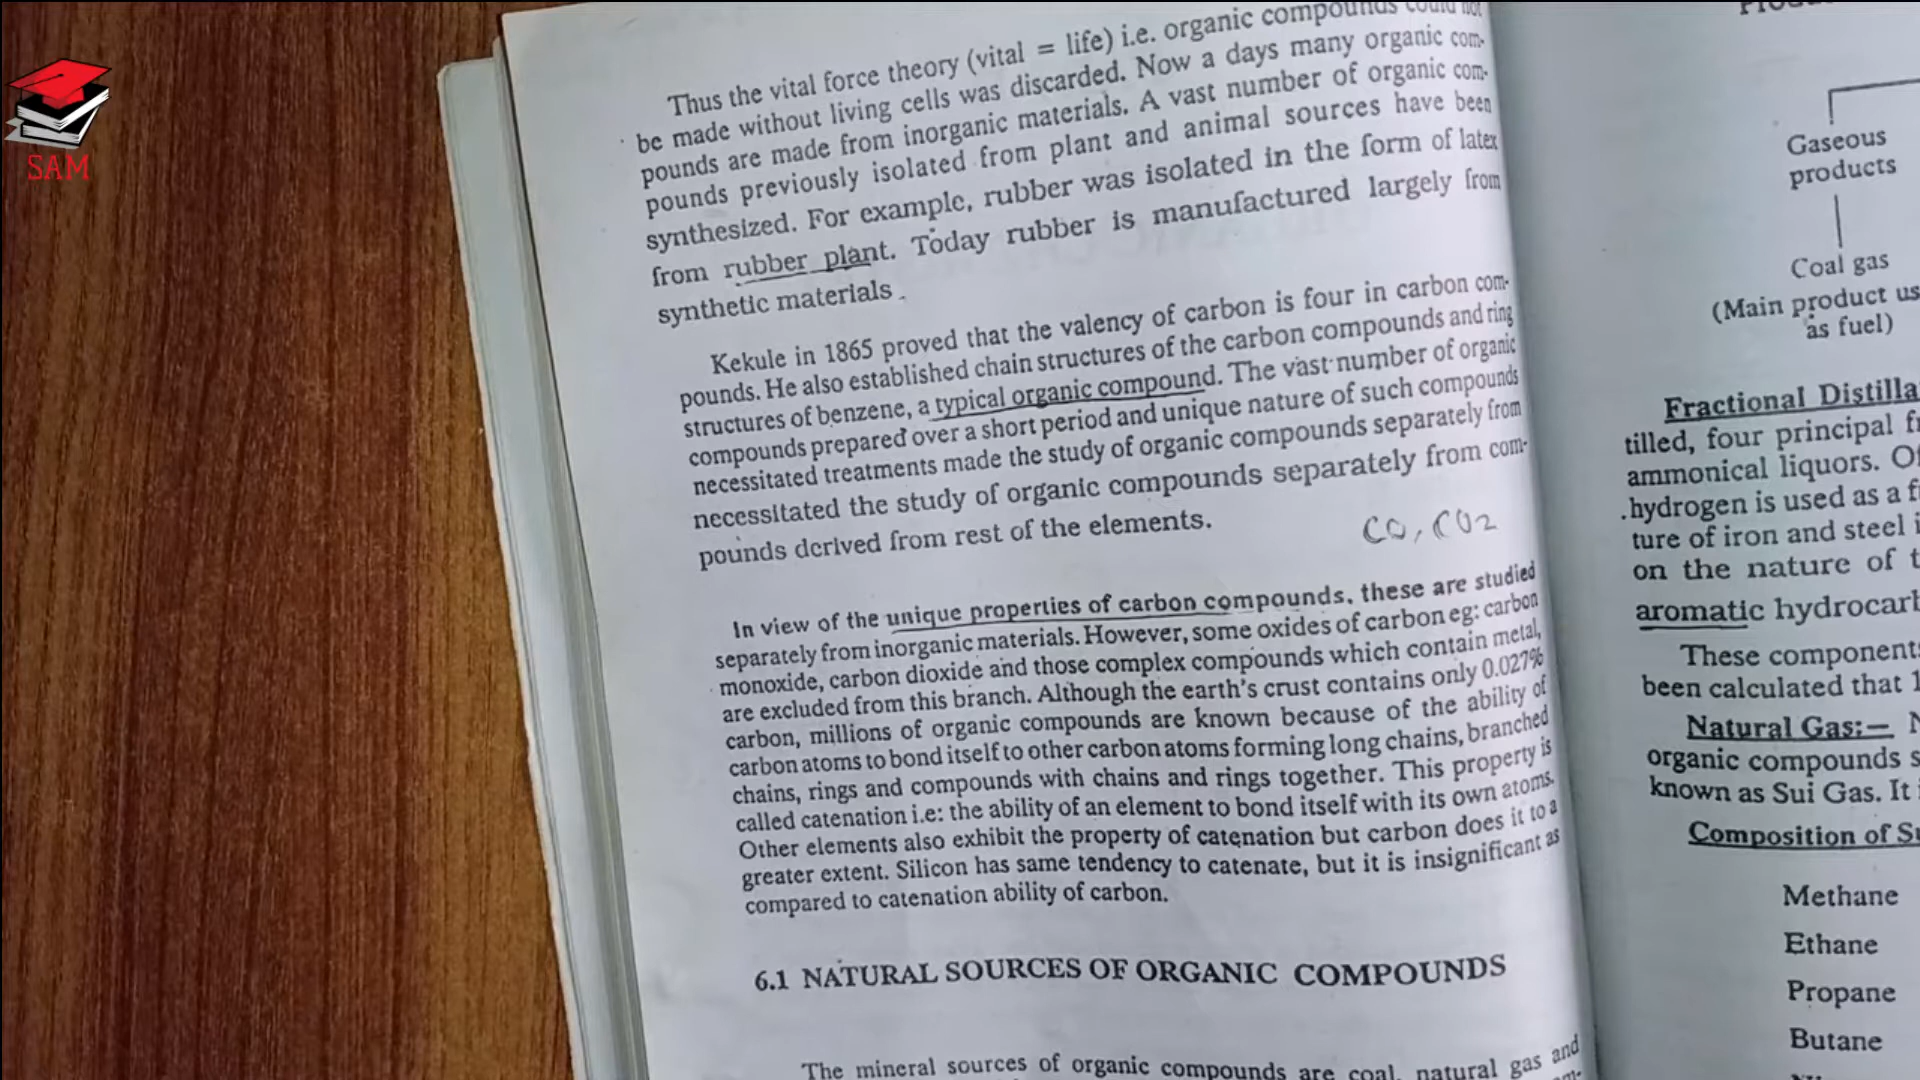 SAM
Thus the vital force theory (vital = life) i.e. organic compounds could not
be made without living cells was discarded. Now a days many organic com-
pounds are made from inorganic materials. A vast number of organic com-
pounds previously isolated from plant and animal sources have been
synthesized. For example, rubber was isolated in the form of latex
from rubber plant. Today rubber is manufactured largely from
synthetic materials.
Kekule in 1865 proved that the valency of carbon is four in carbon com-
pounds. He also established chain structures of the carbon compounds and ring
structures of benzene, a typical organic compound. The vast number of organic
compounds prepared over a short period and unique nature of such compounds
necessitated treatments made the study of organic compounds separately from
necessitated the study of organic compounds separately from com-
pounds derived from rest of the elements.
CO, CO2
In view of the unique properties of carbon compounds, these are studied
separately from inorganic materials. However, some oxides of carbon eg: carbon
monoxide, carbon dioxide and those complex compounds which contain metal,
are excluded from this branch. Although the earth's crust contains only 0.027%
carbon, millions of organic compounds are known because of the ability of
carbon atoms to bond itself to other carbon atoms forming long chains, branched
chains, rings and compounds with chains and rings together. This property is
called catenation i.e: the ability of an element to bond itself with its own atoms.
Other elements also exhibit the property of catenation but carbon does it to a
greater extent. Silicon has same tendency to catenate, but it is insignificant as
compared to catenation ability of carbon.
6.1 NATURAL SOURCES OF ORGANIC COMPOUNDS
The mineral sources of organic compounds are coal, natural gas and
Gaseous
products
Coal gas
(Main product us
as fuel)
Fractional Distilla
tilled, four principal fr
ammonical liquors. Of
hydrogen is used as a f
ture of iron and steel i
on the nature of t
aromatic hydrocarb
These components
been calculated that 1
Natural Gas:— N
organic compounds s
known as Sui Gas. It i
Composition of Su
Methane
Ethane
Propane
Butane